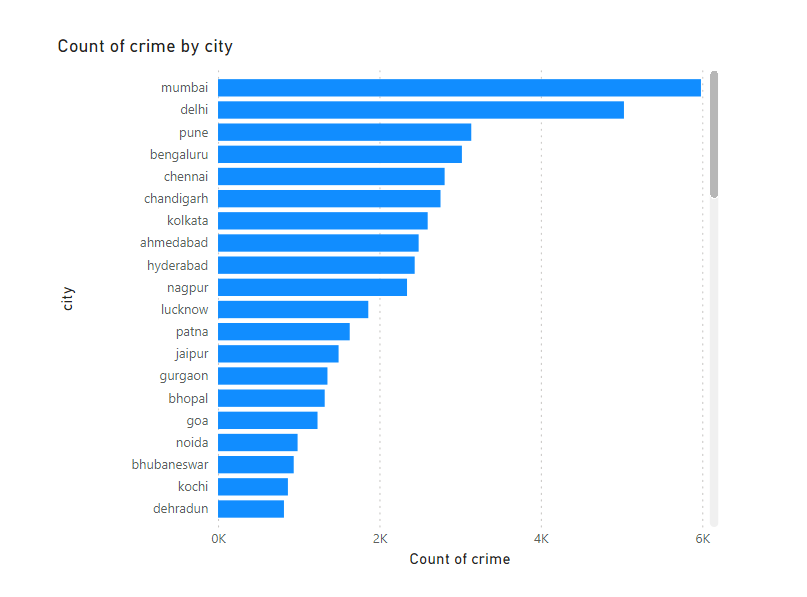 Count of crime by city
city
mumbai
delhi
pune
bengaluru
chennai
chandigarh
kolkata
ahmedabad
hyderabad
nagpur
lucknow
patna
jaipur
gurgaon
bhopal
goa
noida
bhubaneswar
kochi
dehradun
0K 2K 4K 6K
Count of crime